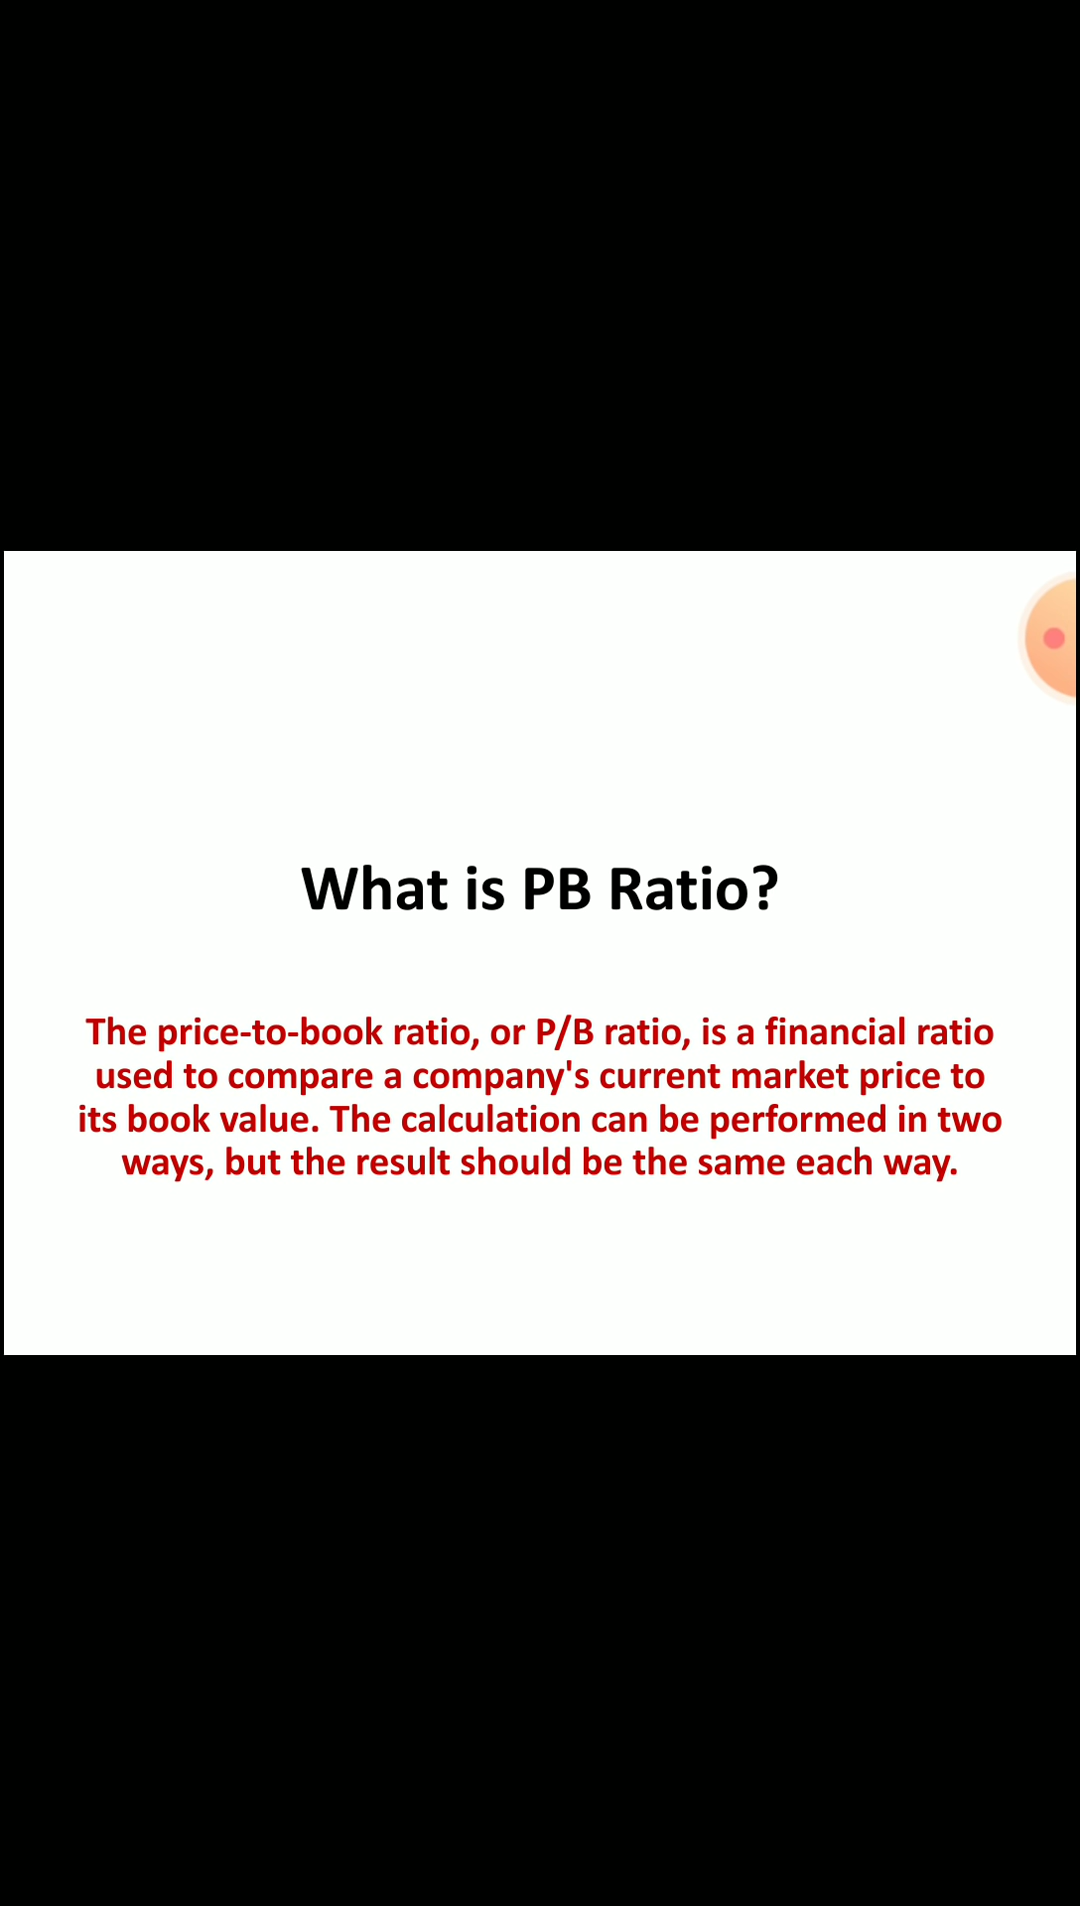 What is PB Ratio?
The price-to-book ratio, or P/B ratio, is a financial ratio
used to compare a company's current market price to
its book value. The calculation can be performed in two
ways, but the result should be the same each way.